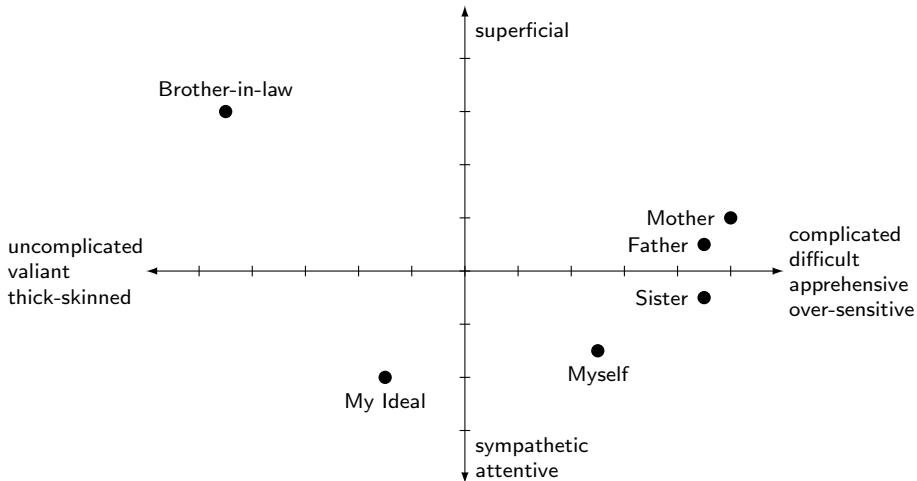 superficial
Brother-in-law
Mother
Father
uncomplicated
valiant
thick-skinned
complicated
difficult
apprehensive
over-sensitive
Sister
Myself
My Ideal
sympathetic
attentive